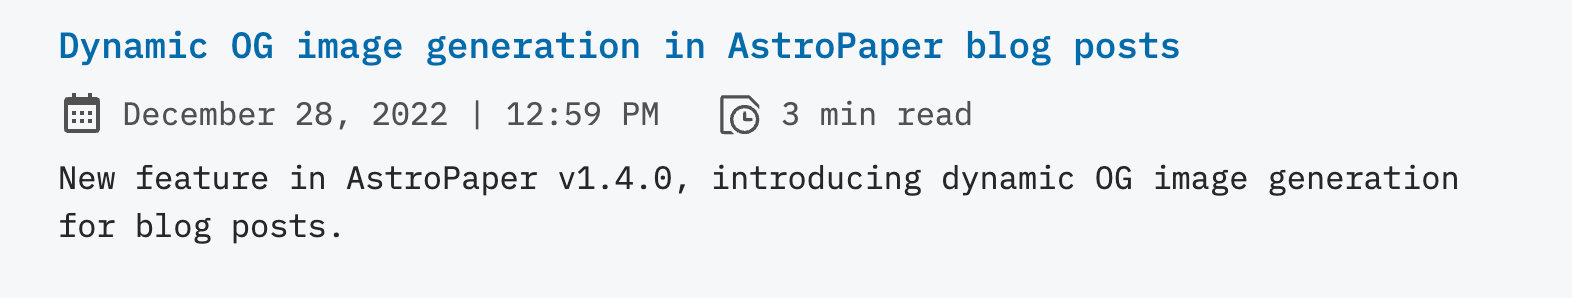 Dynamic OG image generation in AstroPaper blog posts
December 28, 2022 | 12:59 PM 3 min read
New feature in AstroPaper v1.4.0, introducing dynamic OG image generation
for blog posts.